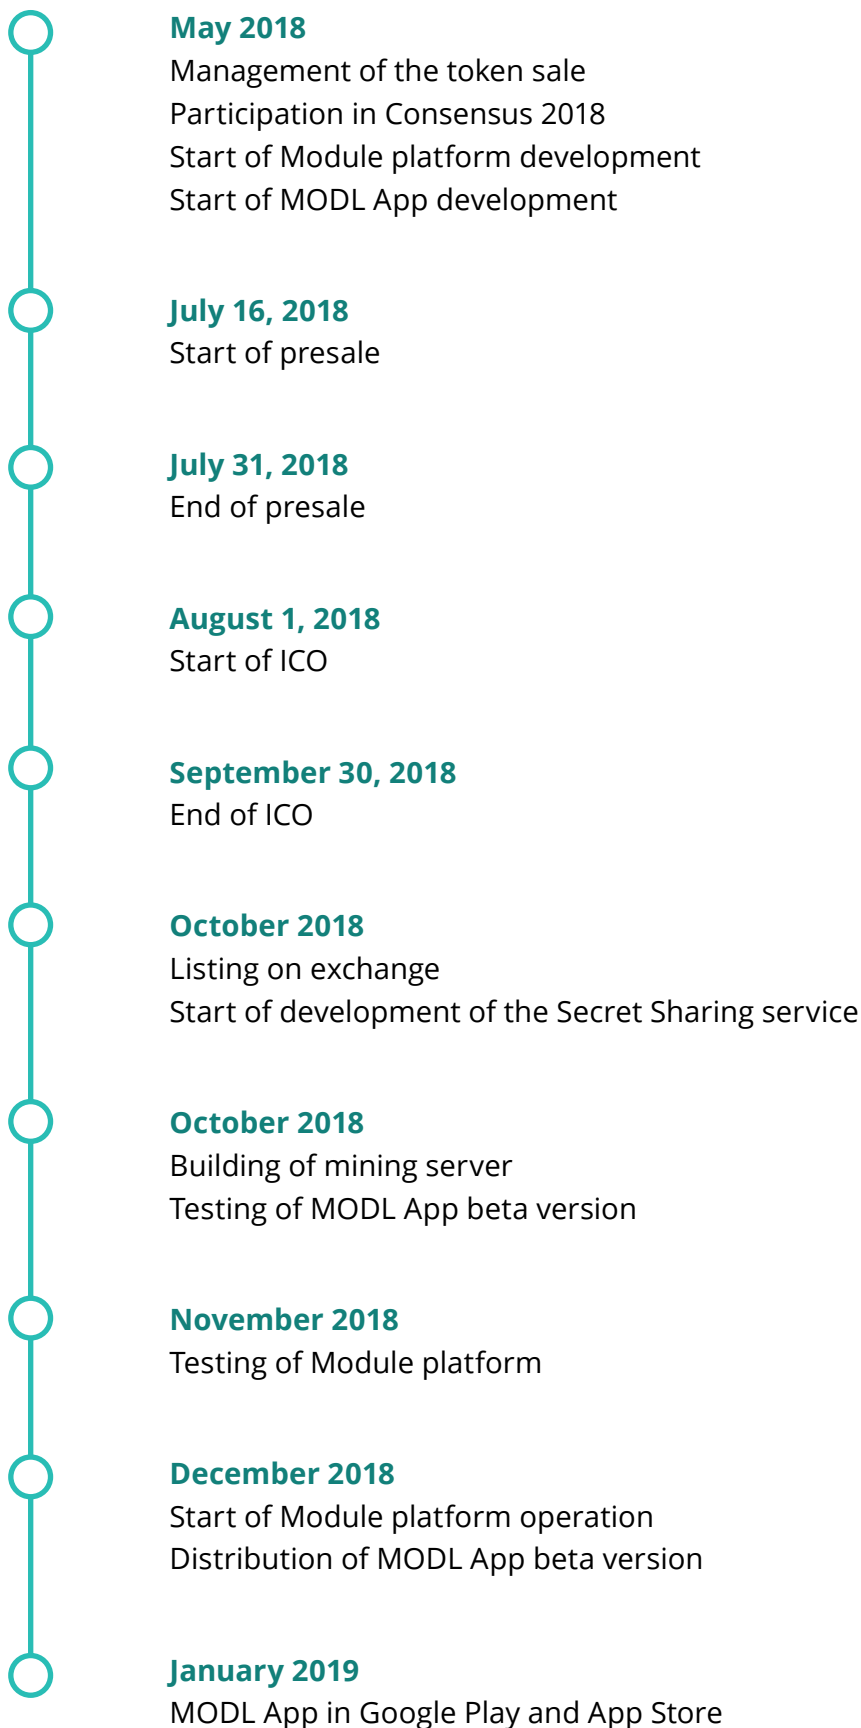 May 2018
Management of the token sale
Participation in Consensus 2018
Start of Module platform development
Start of MODL App development
July 16, 2018
Start of presale
July 31, 2018
End of presale
August 1, 2018
Start of ICO
September 30, 2018
End of ICO
October 2018
Listing on exchange
Start of development of the Secret Sharing service
October 2018
Building of mining server
Testing of MODL App beta version
November 2018
Testing of Module platform
December 2018
Start of Module platform operation
Distribution of MODL App beta version
January 2019
MODL App in Google Play and App Store